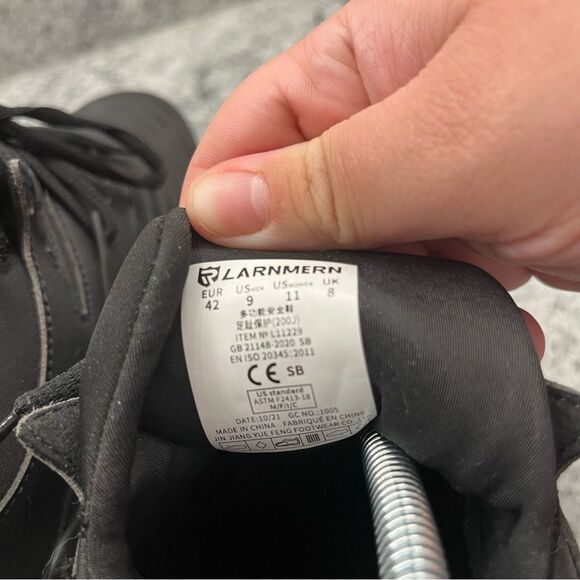 LARNMERN
EUR US MEN US WOMEN UK
42 9 11 8
多功能安全鞋
足趾保护(200J)
ITEM № L11229
GB 21148-2020 SB
EN ISO 20345:2011
CE SB
US standard
ASTM F2413-18
M/F/I/C
DATE:10/21 GC NO.:1005
MADE IN CHINA FABRIQUÉ EN CHINE
JIN JIANG YUE FENG FOOTWEAR CO.